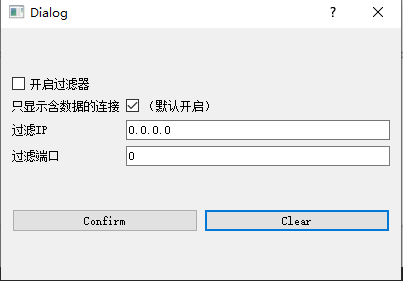 Dialog
开启过滤器
只显示含数据的连接 （默认开启）
过滤IP 0.0.0.0
过滤端口 0
Confirm Clear